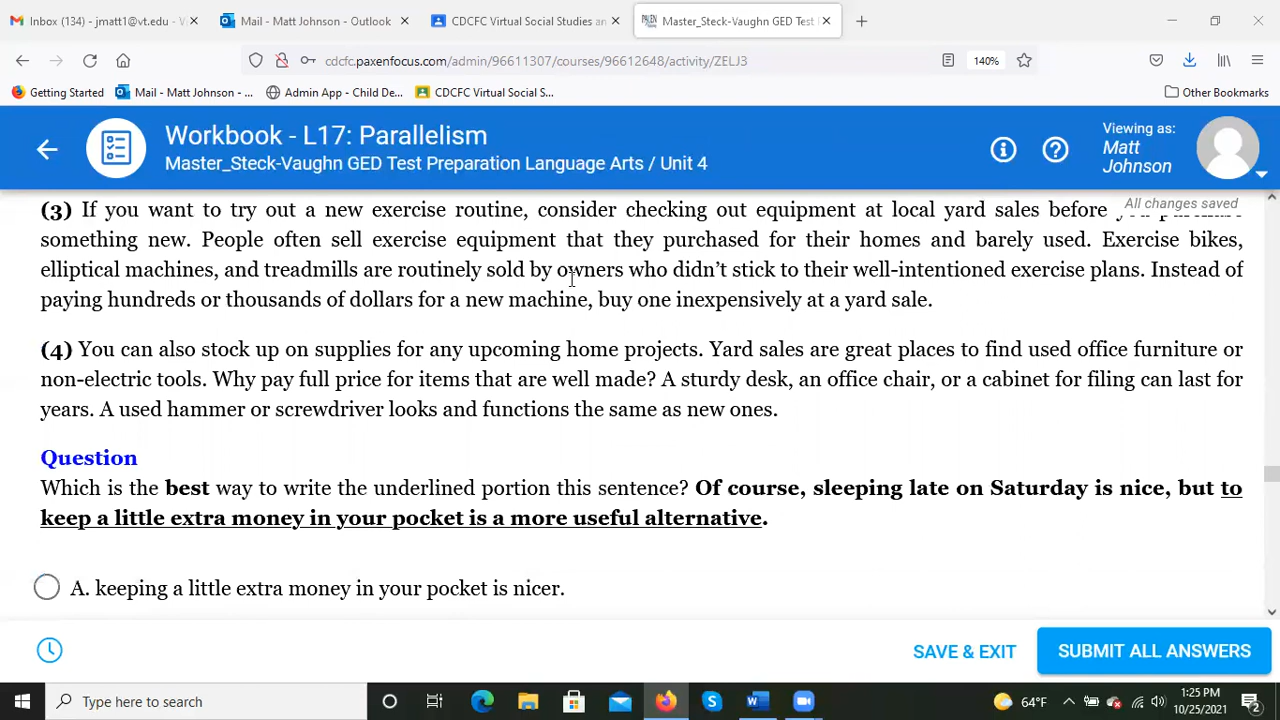 Inbox (134) - jmatt1@vt.edu - G
Mail - Matt Johnson - Outlook
CDCFC Virtual Social Studies an
PAXEN
Master_Steck-Vaughn GED Test
cdcfc.paxenfocus.com/admin/96611307/courses/96612648/activity/ZELJ3
140%
Getting Started
Mail - Matt Johnson - ...
Admin App - Child De...
CDCFC Virtual Social S...
Other Bookmarks
Workbook - L17: Parallelism
Master_Steck-Vaughn GED Test Preparation Language Arts / Unit 4
Viewing as:
Matt
Johnson
All changes saved
(3) If you want to try out a new exercise routine, consider checking out equipment at local yard sales before you purchase
something new. People often sell exercise equipment that they purchased for their homes and barely used. Exercise bikes,
elliptical machines, and treadmills are routinely sold by owners who didn't stick to their well-intentioned exercise plans. Instead of
paying hundreds or thousands of dollars for a new machine, buy one inexpensively at a yard sale.
(4) You can also stock up on supplies for any upcoming home projects. Yard sales are great places to find used office furniture or
non-electric tools. Why pay full price for items that are well made? A sturdy desk, an office chair, or a cabinet for filing can last for
years. A used hammer or screwdriver looks and functions the same as new ones.
Question
Which is the best way to write the underlined portion this sentence? Of course, sleeping late on Saturday is nice, but to
keep a little extra money in your pocket is a more useful alternative.
A. keeping a little extra money in your pocket is nicer.
SAVE & EXIT
SUBMIT ALL ANSWERS
Type here to search
64°F
1:25 PM
10/25/2021
2